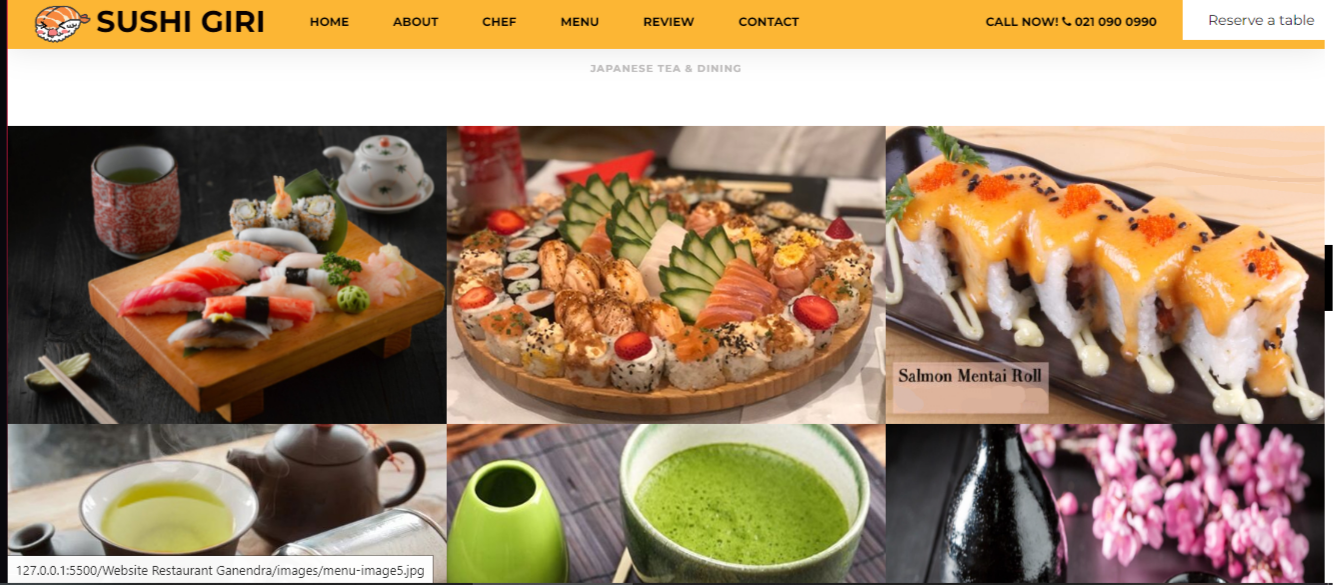 SUSHI GIRI
HOME ABOUT CHEF MENU REVIEW CONTACT CALL NOW! 021 090 0990 Reserve a table
JAPANESE TEA & DINING
Salmon Mentai Roll
127.0.0.1:5500/Website Restaurant Ganendra/images/menu-image5.jpg